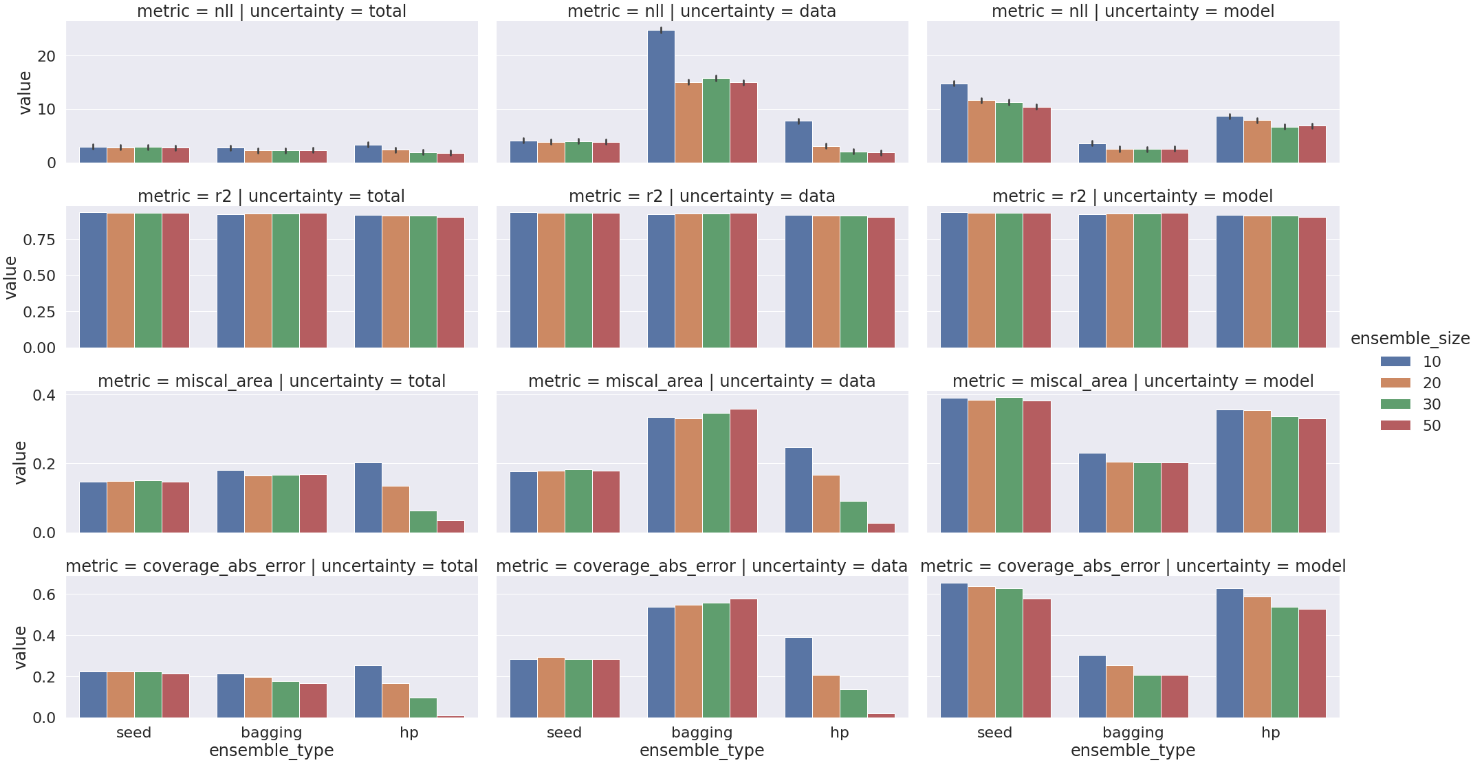 metric = nll | uncertainty = total
metric = nll | uncertainty = data
metric = nll | uncertainty = model
20
10
0
value
metric = r2 | uncertainty = total
metric = r2 | uncertainty = data
metric = r2 | uncertainty = model
0.75
0.50
0.25
0.00
value
metric = miscal_area | uncertainty = total
metric = miscal_area | uncertainty = data
metric = miscal_area | uncertainty = model
0.4
0.2
0.0
value
metric = coverage_abs_error | uncertainty = total
metric = coverage_abs_error | uncertainty = data
metric = coverage_abs_error | uncertainty = model
0.6
0.4
0.2
0.0
value
seed bagging hp
ensemble_type
seed bagging hp
ensemble_type
seed bagging hp
ensemble_type
ensemble_size
10
20
30
50